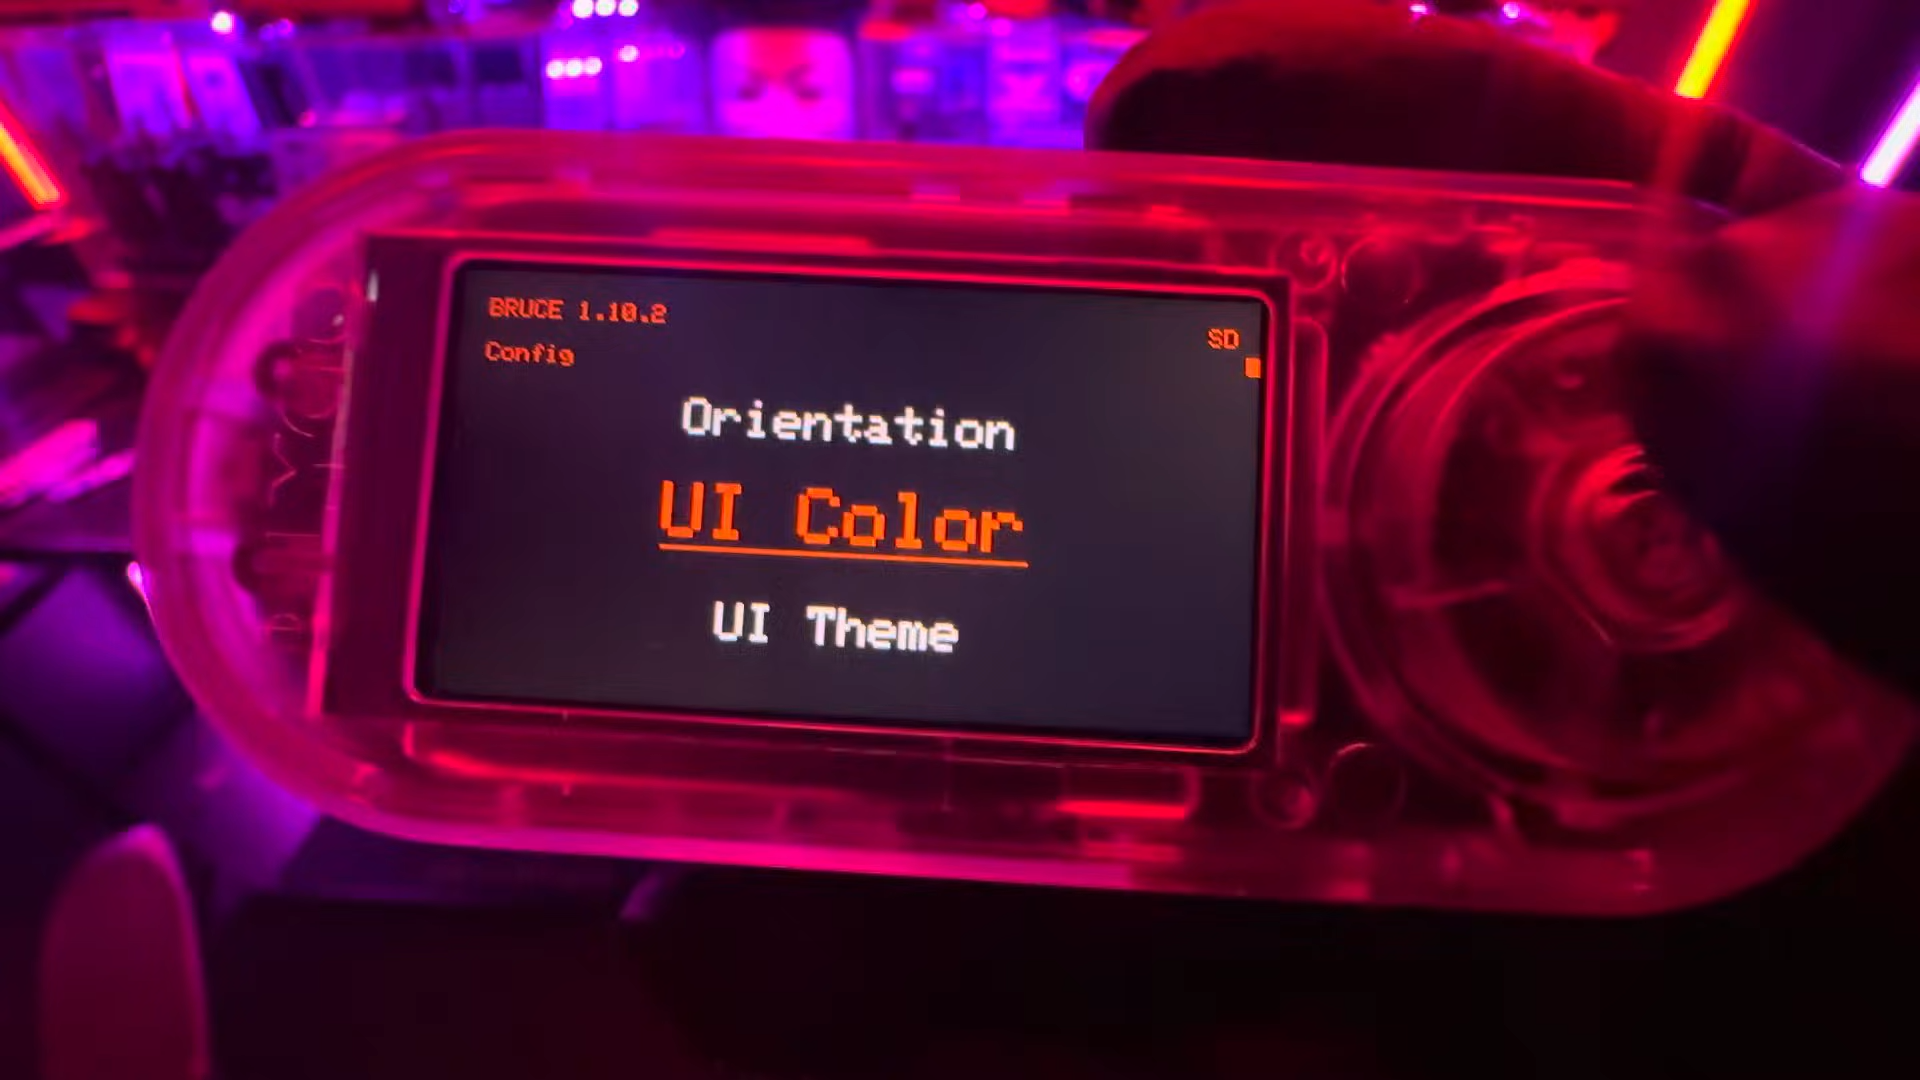 BRUCE 1.10.2
SD
Config
Orientation
UI Color
UI Theme